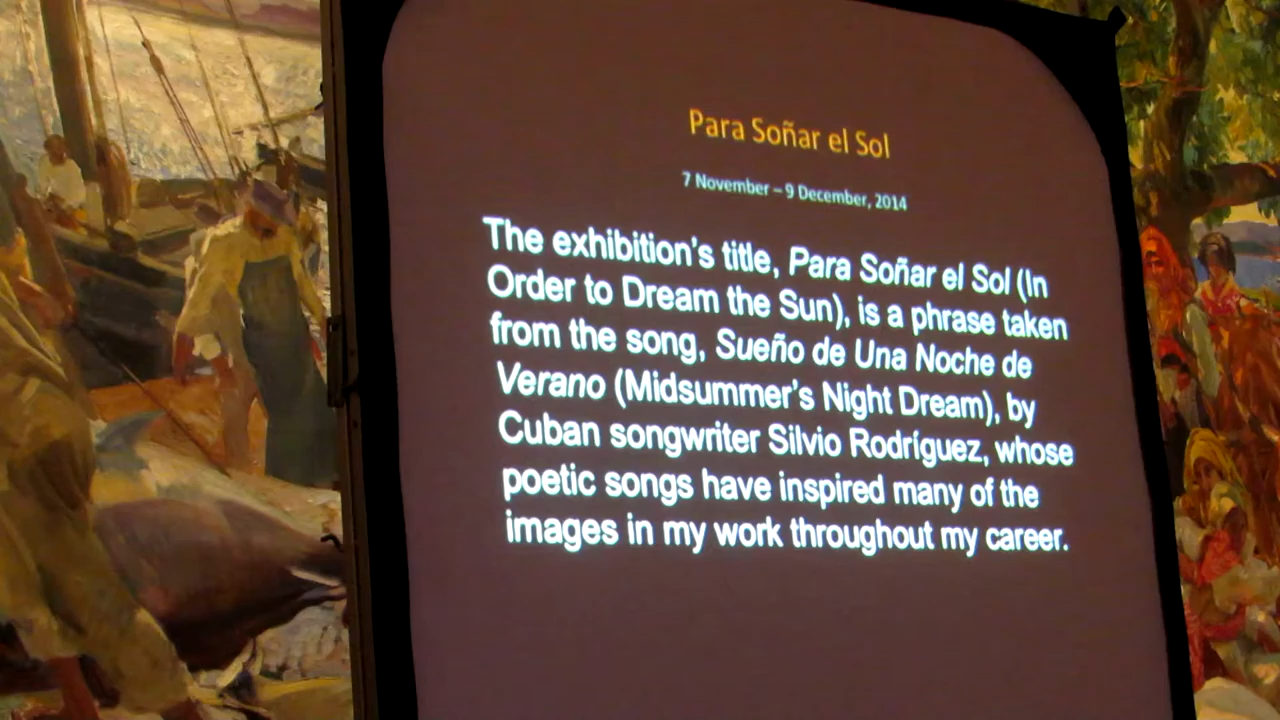 Para Soñar el Sol
7 November – 9 December, 2014
The exhibition's title, Para Soñar el Sol (In
Order to Dream the Sun), is a phrase taken
from the song, Sueño de Una Noche de
Verano (Midsummer's Night Dream), by
Cuban songwriter Silvio Rodríguez, whose
poetic songs have inspired many of the
images in my work throughout my career.